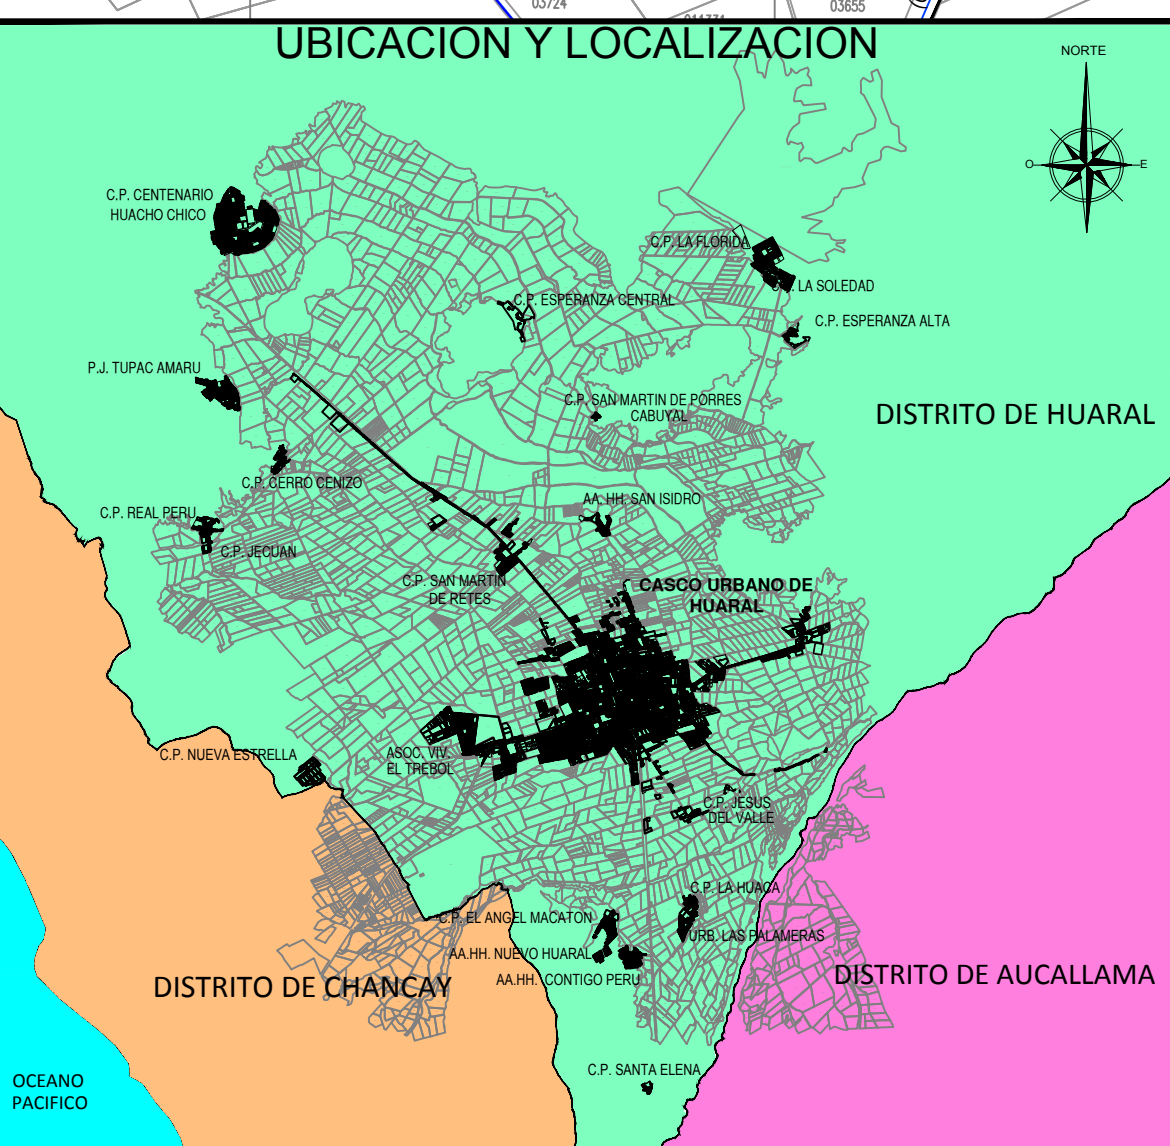 03724
03655
UBICACION Y LOCALIZACION
NORTE
O
E
C.P. CENTENARIO
HUACHO CHICO
C.P. LA FLORIDA
LA SOLEDAD
C.P. ESPERANZA CENTRAL
C.P. ESPERANZA ALTA
P.J. TUPAC AMARU
C.P. SAN MARTIN DE PORRES
CABUYAL
DISTRITO DE HUARAL
C.P. CERRO CENIZO
AA. HH. SAN ISIDRO
C.P. REAL PERU
C.P. JECUAN
C.P. SAN MARTIN
DE RETES
CASCO URBANO DE
HUARAL
C.P. NUEVA ESTRELLA
ASOC. VIV.
EL TREBOL
C.P. JESUS
DEL VALLE
C.P. LA HUACA
C.P. EL ANGEL MACATON
URB. LAS PALAMERAS
AA.HH. NUEVO HUARAL
AA.HH. CONTIGO PERU
DISTRITO DE CHANCAY
DISTRITO DE AUCALLAMA
C.P. SANTA ELENA
OCEANO
PACIFICO